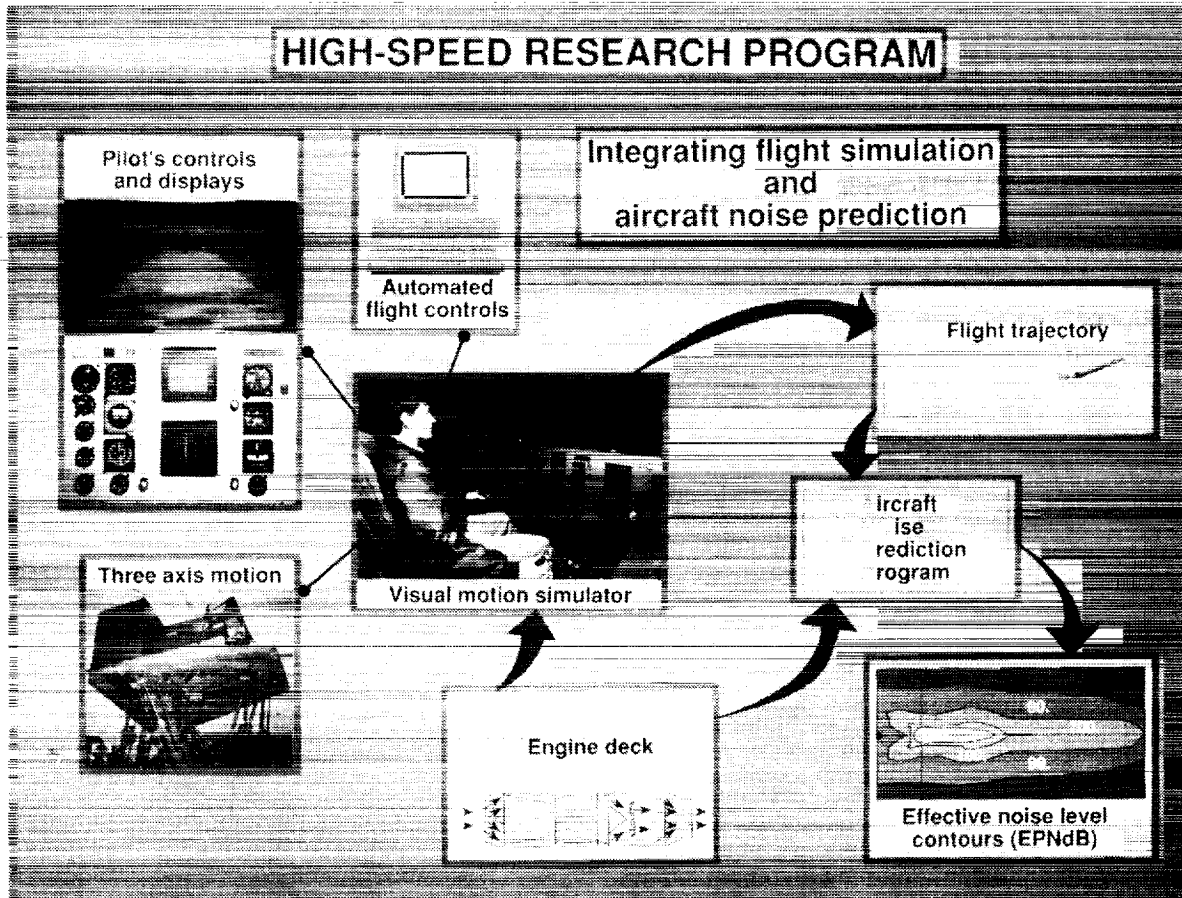 HIGH-SPEED RESEARCH PROGRAM
Pilot's controls
and displays
Automated
flight controls
Integrating flight simulation
and
aircraft noise prediction
Flight trajectory
ircraft
ise
rediction
rogram
Three axis motion
Visual motion simulator
Engine deck
Effective noise level
contours (EPNdB)